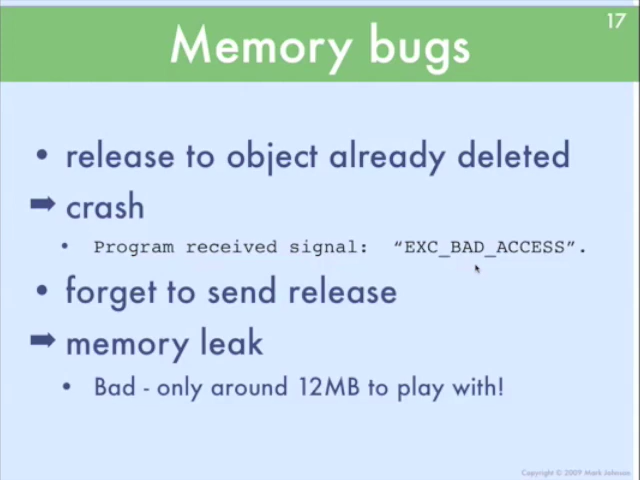 17
Memory bugs
• release to object already deleted
➡ crash
• Program received signal: “EXC_BAD_ACCESS”.
• forget to send release
➡ memory leak
• Bad - only around 12MB to play with!
Copyright © 2009 Mark Johnson